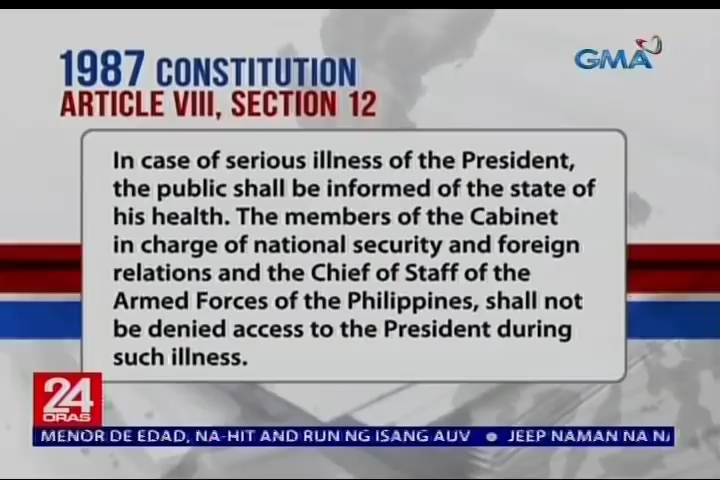 1987 CONSTITUTION
ARTICLE VIII, SECTION 12
GMA
In case of serious illness of the President,
the public shall be informed of the state of
his health. The members of the Cabinet
in charge of national security and foreign
relations and the Chief of Staff of the
Armed Forces of the Philippines, shall not
be denied access to the President during
such illness.
24
ORAS
MENOR DE EDAD, NA-HIT AND RUN NG ISANG AUV • JEEP NAMAN NA